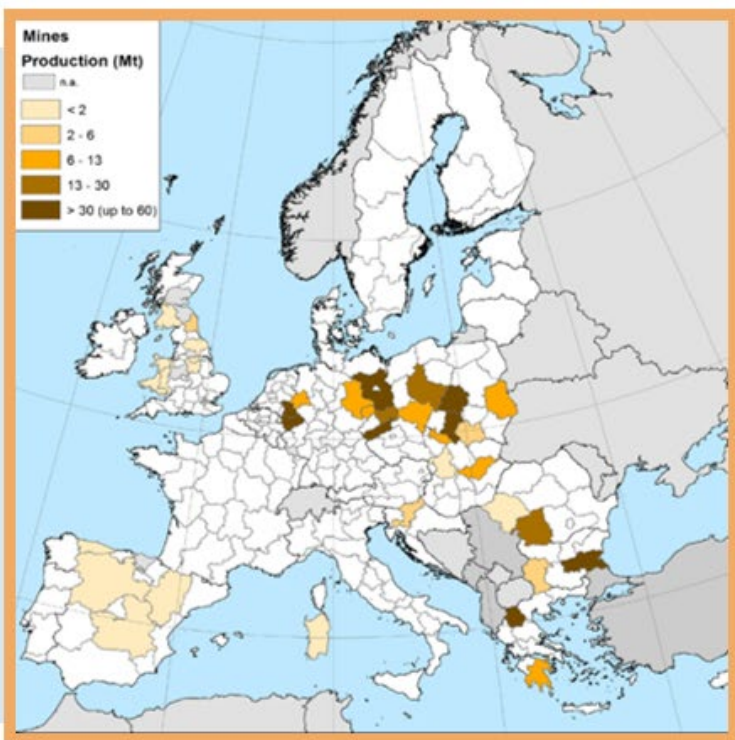 Mines
Production (Mt)
n.a.
< 2
2 - 6
6 - 13
13 - 30
> 30 (up to 60)